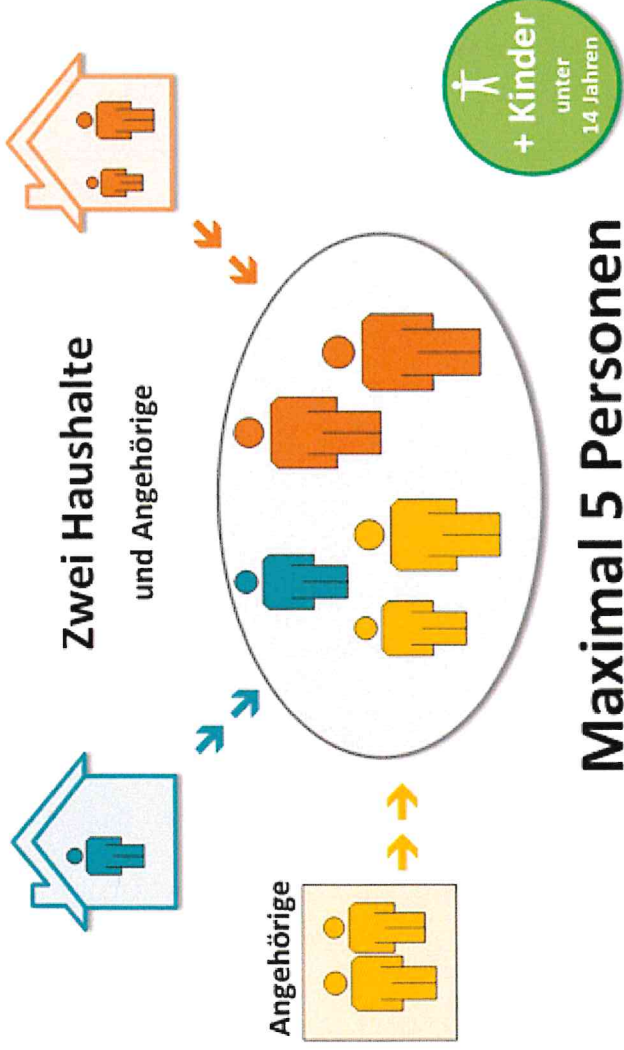 Zwei Haushalte
und Angehörige
Angehörige
Maximal 5 Personen
+ Kinder
unter
14 Jahren